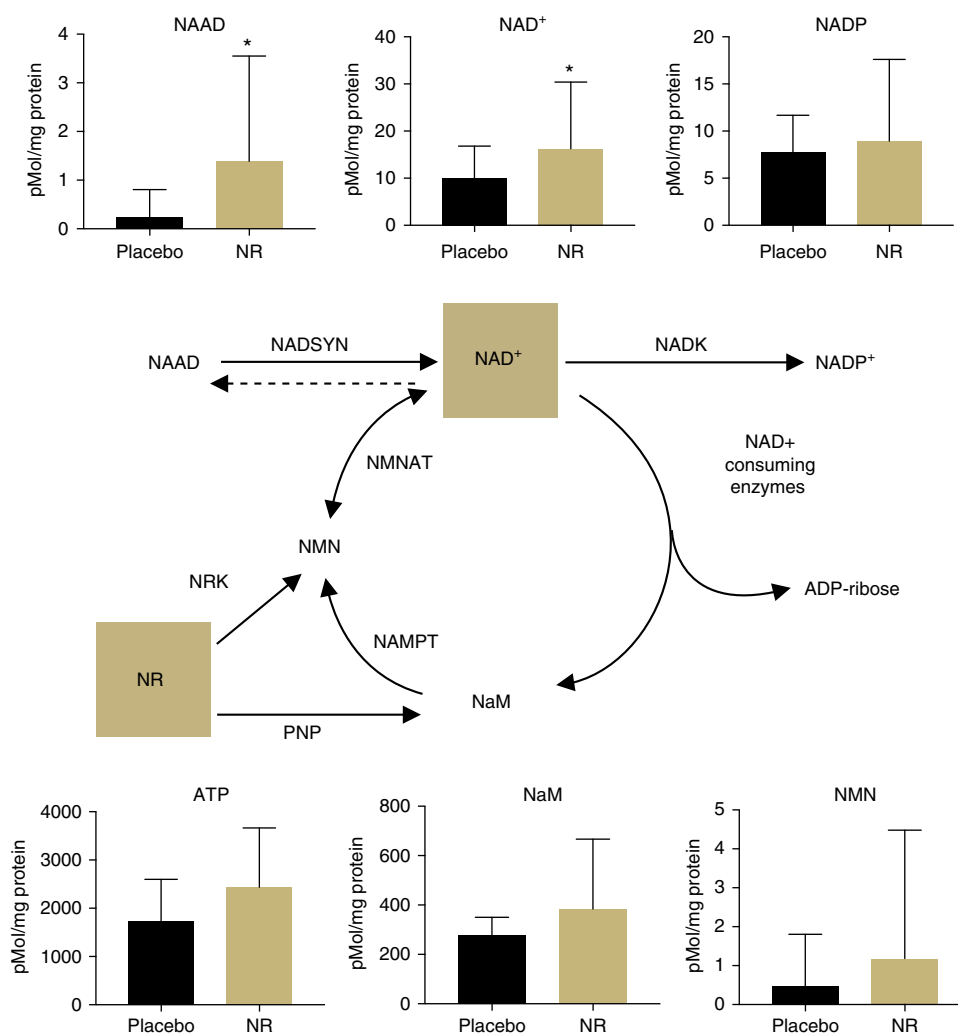 NAAD
pMol/mg protein
4
3
2
1
0
*
Placebo
NR
NAD⁺
pMol/mg protein
40
30
20
10
0
*
Placebo
NR
NADP
pMol/mg protein
20
15
10
5
0
Placebo
NR
NAAD
NADSYN
NAD⁺
NADK
NADP⁺
NMNAT
NAD+
consuming
enzymes
NMN
NRK
ADP-ribose
NAMPT
NR
NaM
PNP
ATP
pMol/mg protein
4000
3000
2000
1000
0
Placebo
NR
NaM
pMol/mg protein
800
600
400
200
0
Placebo
NR
NMN
pMol/mg protein
5
4
3
2
1
0
Placebo
NR